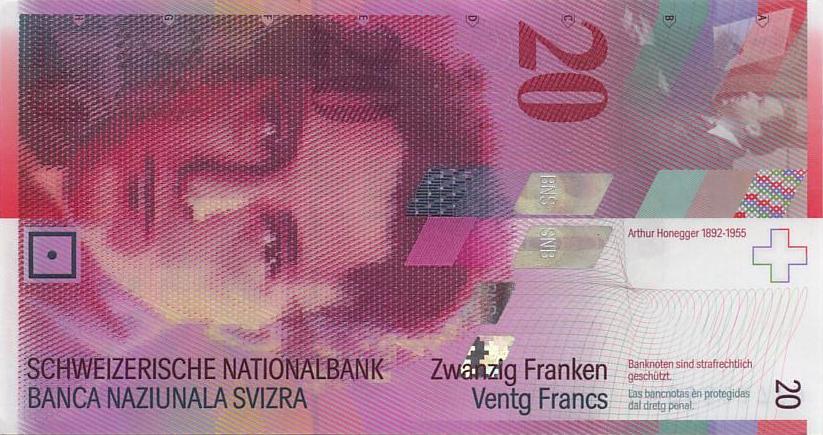 H G F E D C B A
20
BNS
SNB
Arthur Honegger 1892-1955
SCHWEIZERISCHE NATIONALBANK
BANCA NAZIUNALA SVIZRA
Zwanzig Franken
Ventg Francs
Banknoten sind strafrechtlich
geschützt.
Las bancnotas èn protegidas
dal dretg penal.
20